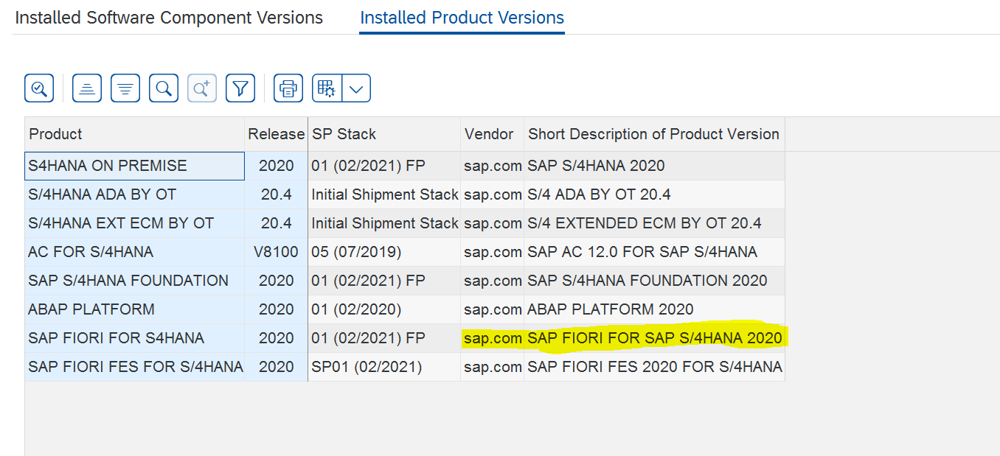 Installed Software Component Versions Installed Product Versions
Product Release SP Stack Vendor Short Description of Product Version
S4HANA ON PREMISE 2020 01 (02/2021) FP sap.com SAP S/4HANA 2020
S/4HANA ADA BY OT 20.4 Initial Shipment Stack sap.com S/4 ADA BY OT 20.4
S/4HANA EXT ECM BY OT 20.4 Initial Shipment Stack sap.com S/4 EXTENDED ECM BY OT 20.4
AC FOR S/4HANA V8100 05 (07/2019) sap.com SAP AC 12.0 FOR SAP S/4HANA
SAP S/4HANA FOUNDATION 2020 01 (02/2021) FP sap.com SAP S/4HANA FOUNDATION 2020
ABAP PLATFORM 2020 01 (02/2020) sap.com ABAP PLATFORM 2020
SAP FIORI FOR S4HANA 2020 01 (02/2021) FP sap.com SAP FIORI FOR SAP S/4HANA 2020
SAP FIORI FES FOR S/4HANA 2020 SP01 (02/2021) sap.com SAP FIORI FES 2020 FOR S/4HANA